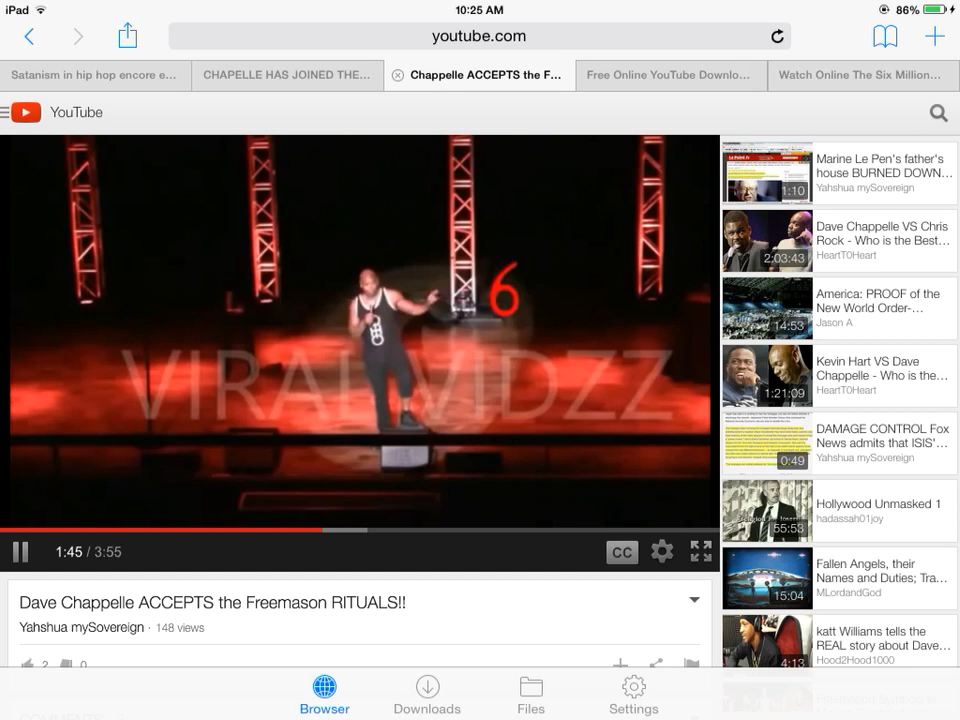 iPad
10:25 AM
86%
youtube.com
Satanism in hip hop encore e...
CHAPELLE HAS JOINED THE...
Chappelle ACCEPTS the F...
Free Online YouTube Downlo...
Watch Online The Six Million...
YouTube
6
VIRAL VIDZZ
1:45 / 3:55
CC
Dave Chappelle ACCEPTS the Freemason RITUALS!!
Yahshua mySovereign · 148 views
2
0
Marine Le Pen's father's
house BURNED DOWN...
Yahshua mySovereign
1:10
Dave Chappelle VS Chris
Rock - Who is the Best...
HeartT0Heart
2:03:43
America: PROOF of the
New World Order-...
Jason A
14:53
Kevin Hart VS Dave
Chappelle - Who is the...
HeartT0Heart
1:21:09
DAMAGE CONTROL Fox
News admits that ISIS'...
Yahshua mySovereign
0:49
Hollywood Unmasked 1
hadassah01joy
55:53
Fallen Angels, their
Names and Duties; Tra...
MLordandGod
15:04
katt Williams tells the
REAL story about Dave...
Hood2Hood1000
4:13
Browser
Downloads
Files
Settings